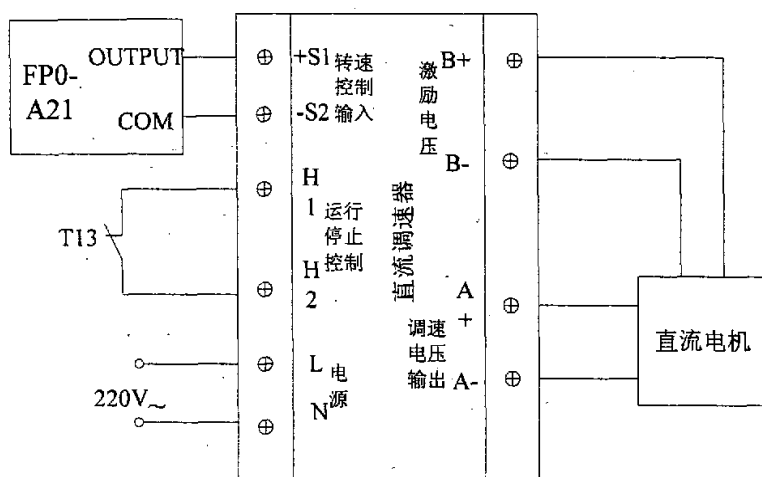 FP0-
A21
OUTPUT
COM
+S1
-S2
转速
控制
输入
H
1
H
2
运行
停止
控制
T13
L
N
电
源
220V~
直流调速器
激励电压
B+
B-
A
+
A-
调速
电压
输出
直流电机